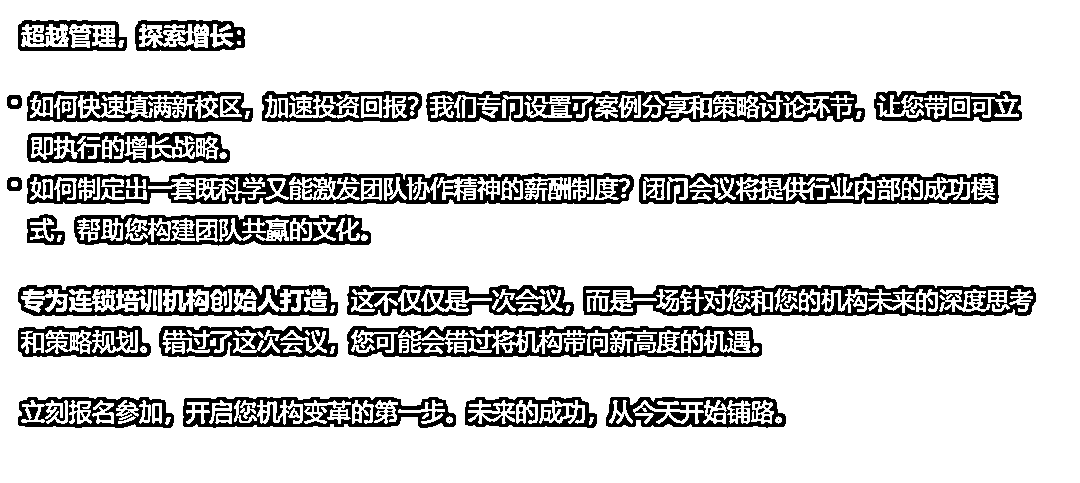 超越管理，探索增长：
如何快速填满新校区，加速投资回报？我们专门设置了案例分享和策略讨论环节，让您带回可立
即执行的增长战略。
如何制定出一套既科学又能激发团队协作精神的薪酬制度？闭门会议将提供行业内部的成功模
式，帮助您构建团队共赢的文化。
专为连锁培训机构创始人打造，这不仅仅是一次会议，而是一场针对您和您的机构未来的深度思考
和策略规划。错过了这次会议，您可能会错过将机构带向新高度的机遇。
立刻报名参加，开启您机构变革的第一步。未来的成功，从今天开始铺路。